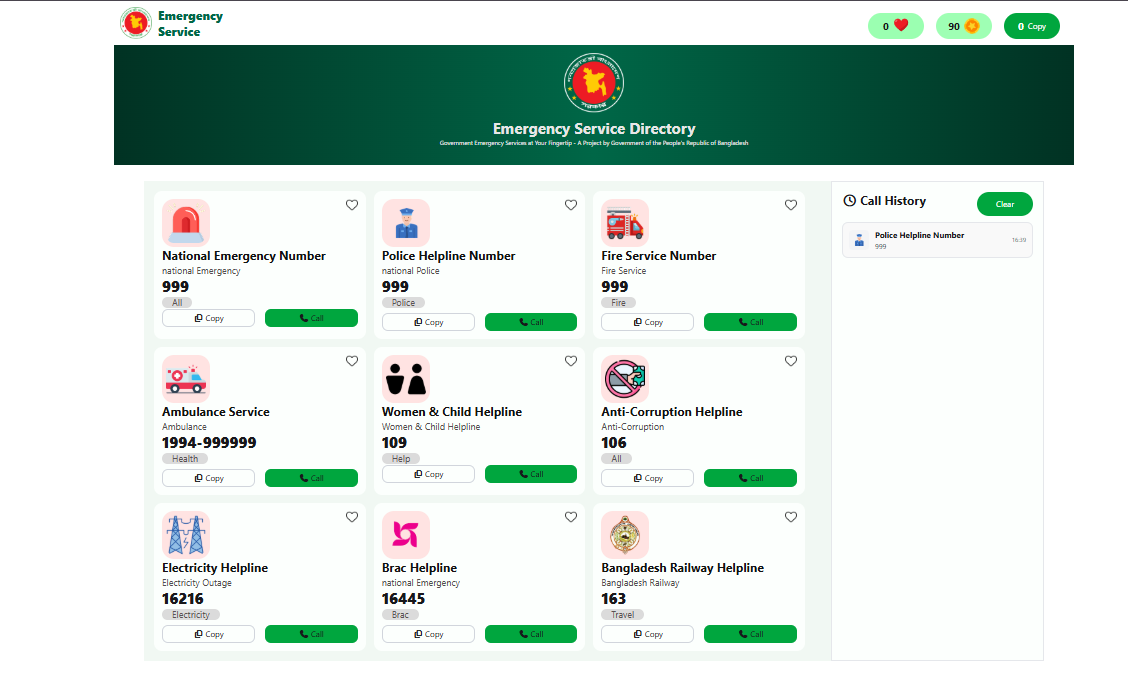 Emergency
Service
0
90
0 Copy
Emergency Service Directory
Government Emergency Services at Your Fingertip - A Project by Government of the People's Republic of Bangladesh
National Emergency Number
national Emergency
999
All
Copy Call
Police Helpline Number
national Police
999
Police
Copy Call
Fire Service Number
Fire Service
999
Fire
Copy Call
Ambulance Service
Ambulance
1994-999999
Health
Copy Call
Women & Child Helpline
Women & Child Helpline
109
Help
Copy Call
Anti-Corruption Helpline
Anti-Corruption
106
All
Copy Call
Electricity Helpline
Electricity Outage
16216
Electricity
Copy Call
Brac Helpline
national Emergency
16445
Brac
Copy Call
Bangladesh Railway Helpline
Bangladesh Railway
163
Travel
Copy Call
Call History
Clear
Police Helpline Number
999
16:39